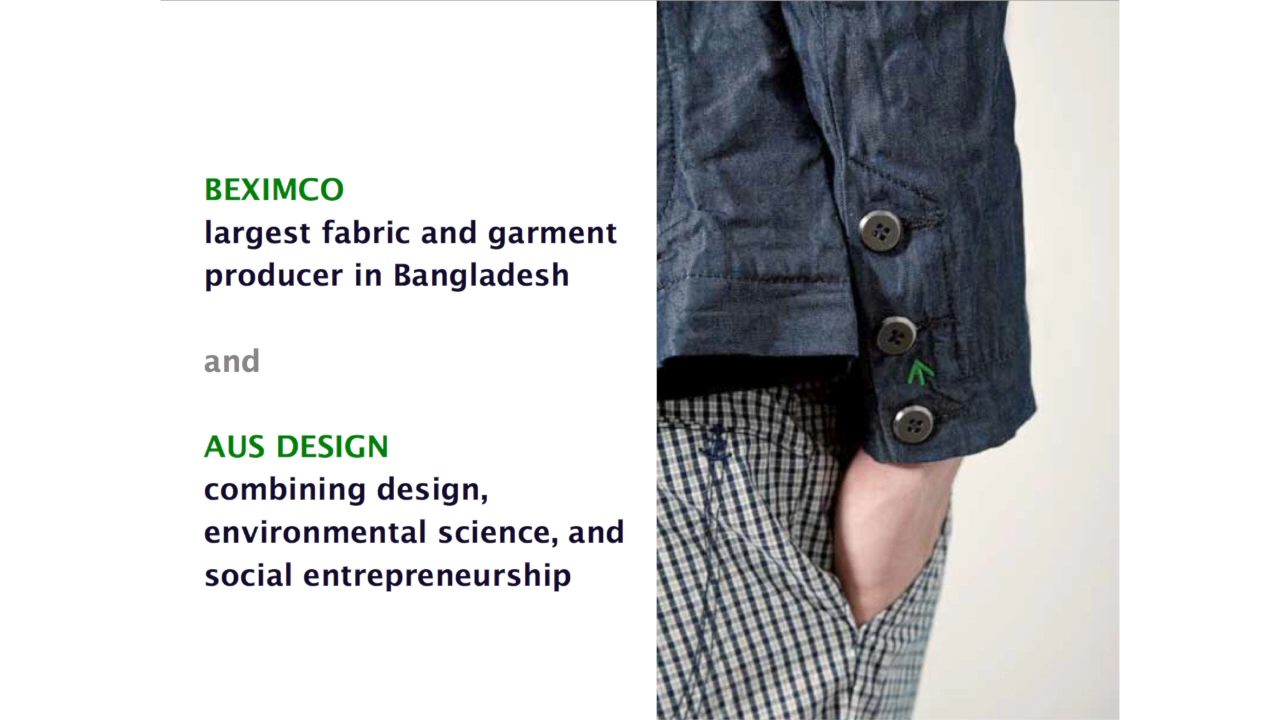 BEXIMCO
largest fabric and garment
producer in Bangladesh
and
AUS DESIGN
combining design,
environmental science, and
social entrepreneurship